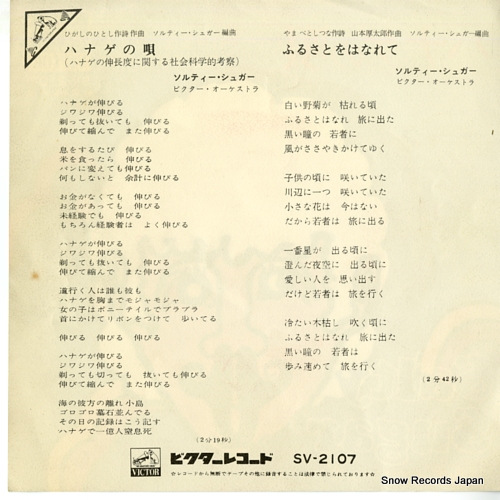 ひがしのひとし作詩作曲 ソルティー・シュガー編曲
ハナゲの唄
(ハナゲの伸長度に関する社会科学的考察)
ソルティー・シュガー
ビクター・オーケストラ
ハナゲが伸びる
ジワジワ伸びる
剃っても抜いても 伸びる
伸びて縮んで また伸びる
息をするたび 伸びる
米を食ったら 伸びる
パンに変えても伸びる
何もしないと 余計に伸びる
お金がなくても 伸びる
お金があっても 伸びる
未経験でも 伸びる
もちろん経験者は よく伸びる
ハナゲが伸びる
ジワジワ伸びる
剃っても抜いても 伸びる
伸びて縮んで また伸びる
道行く人は誰も彼も
ハナゲを胸までモジャモジャ
女の子はポニーテイルでブラブラ
首にかけてリボンをつけて 歩いてる
伸びる 伸びる 伸びる
ハナゲが伸びる
ジワジワ伸びる
剃っても切っても 抜いても伸びる
伸びて縮んで また伸びる
海の彼方の離れ小島
ゴロゴロ墓石並んでる
その日の記録はこう記す
ハナゲで一億人窒息死
(2分19秒)
やまべとしつな作詩 山本厚太郎作曲 ソルティー・シュガー編曲
ふるさとをはなれて
ソルティー・シュガー
ビクター・オーケストラ
白い野菊が 枯れる頃
ふるさとはなれ 旅に出た
黒い瞳の 若者に
風がささやきかけてゆく
子供の頃に 咲いていた
川辺に一つ 咲いていた
小さな花は 今はない
だから若者は 旅に出る
一番星が 出る頃に
澄んだ夜空に 出る頃に
愛しい人を 思い出す
だけど若者は 旅を行く
冷たい木枯し 吹く頃に
ふるさとはなれ 旅に出た
黒い瞳の 若者は
歩み速めて 旅を行く
(2分42秒)
VICTOR ビクターレコード SV-2107
☆レコードから無断でテープその他に録音することは法律で禁じられております☆
Snow Records Japan